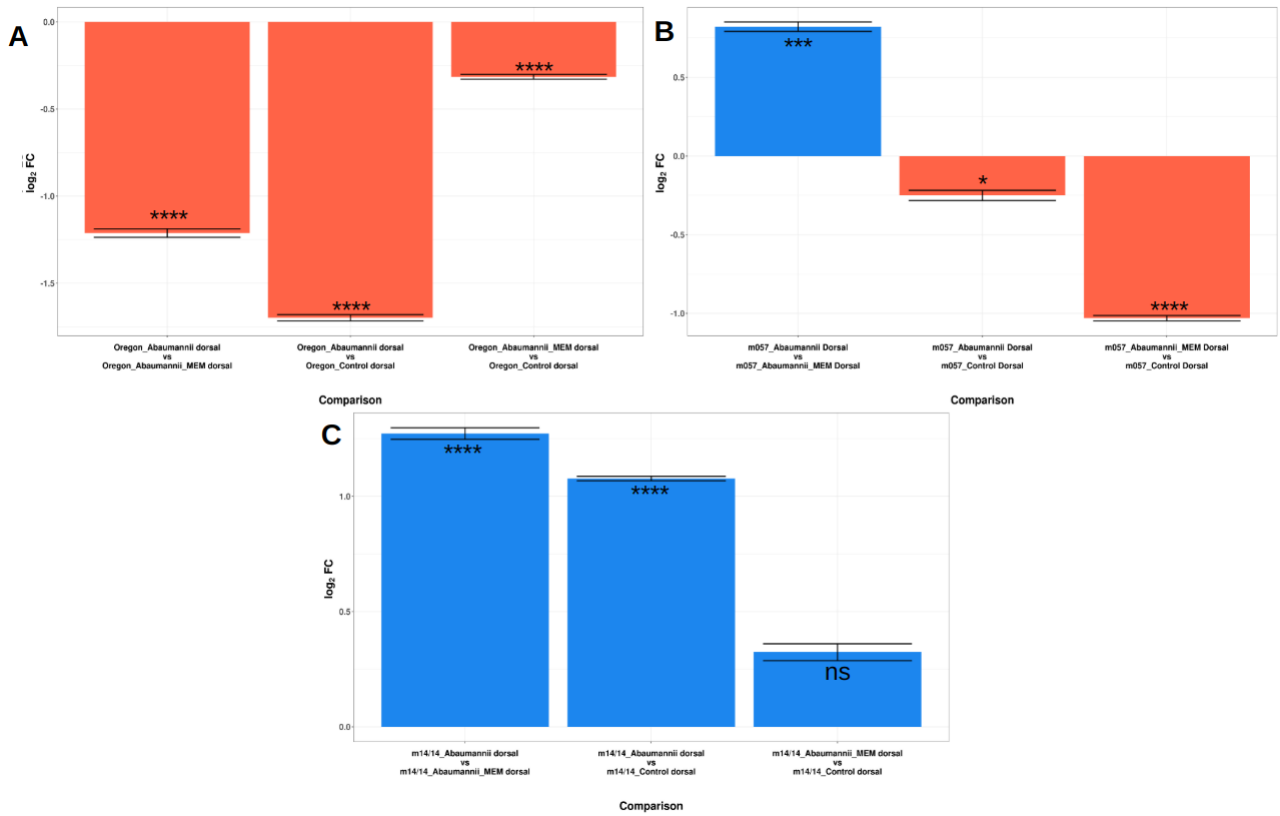 A
0.0
-0.5
-1.0
-1.5
log2 FC
****
****
****
Oregon_Abaumannii dorsal
vs
Oregon_Abaumannii_MEM dorsal
Oregon_Abaumannii dorsal
vs
Oregon_Control dorsal
Oregon_Abaumannii_MEM dorsal
vs
Oregon_Control dorsal
Comparison
B
0.5
0.0
-0.5
-1.0
log2 FC
***
*
****
m057_Abaumannii Dorsal
vs
m057_Abaumannii_MEM Dorsal
m057_Abaumannii Dorsal
vs
m057_Control Dorsal
m057_Abaumannii_MEM Dorsal
vs
m057_Control Dorsal
Comparison
C
1.0
0.5
0.0
log2 FC
****
****
ns
m14/14_Abaumannii dorsal
vs
m14/14_Abaumannii_MEM dorsal
m14/14_Abaumannii dorsal
vs
m14/14_Control dorsal
m14/14_Abaumannii_MEM dorsal
vs
m14/14_Control dorsal
Comparison